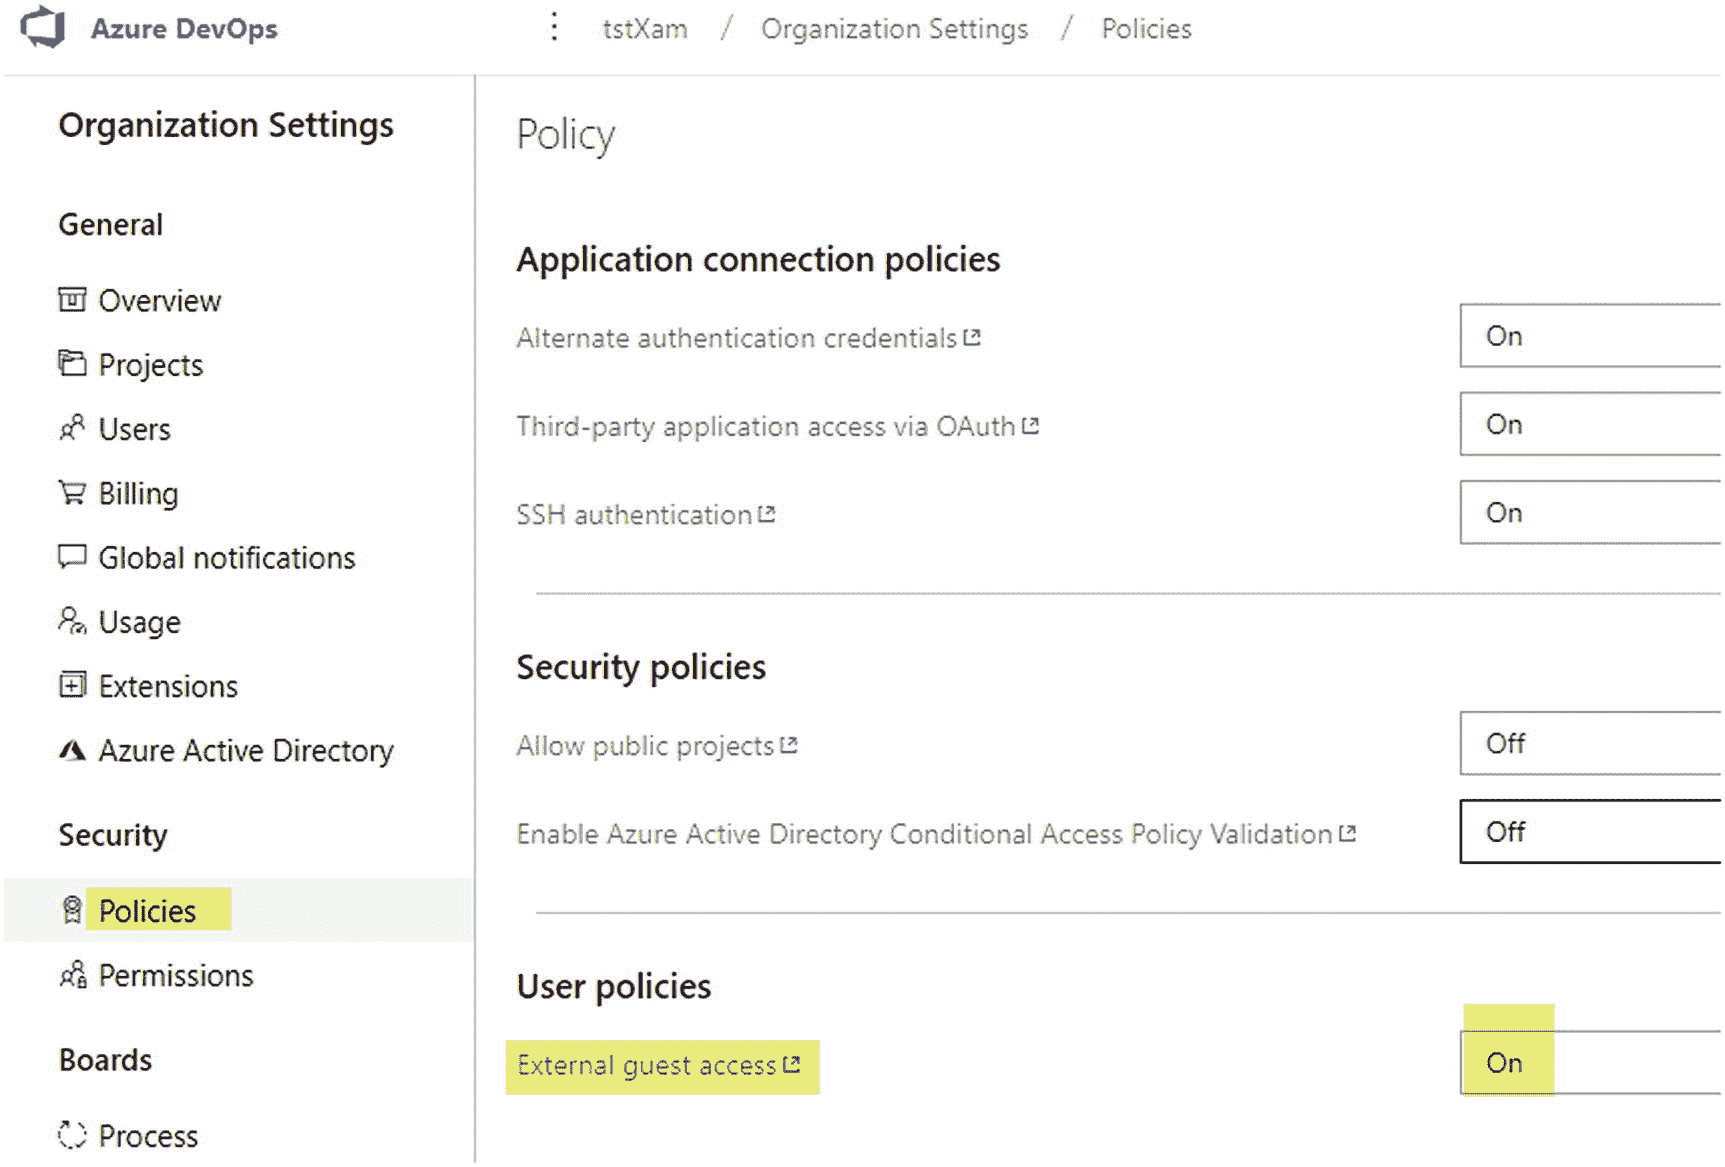 Azure DevOps
tstXam / Organization Settings / Policies
Organization Settings
General
Overview
Projects
Users
Billing
Global notifications
Usage
Extensions
Azure Active Directory
Security
Policies
Permissions
Boards
Process
Policy
Application connection policies
Alternate authentication credentials On
Third-party application access via OAuth On
SSH authentication On
Security policies
Allow public projects Off
Enable Azure Active Directory Conditional Access Policy Validation Off
User policies
External guest access On